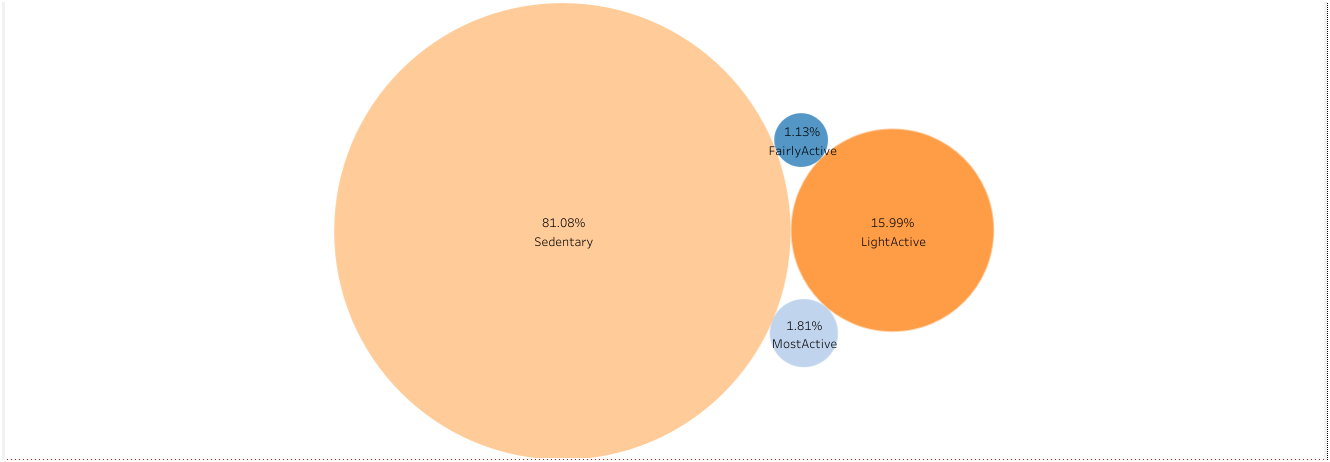 81.08%
Sedentary
1.13%
FairlyActive
15.99%
LightActive
1.81%
MostActive